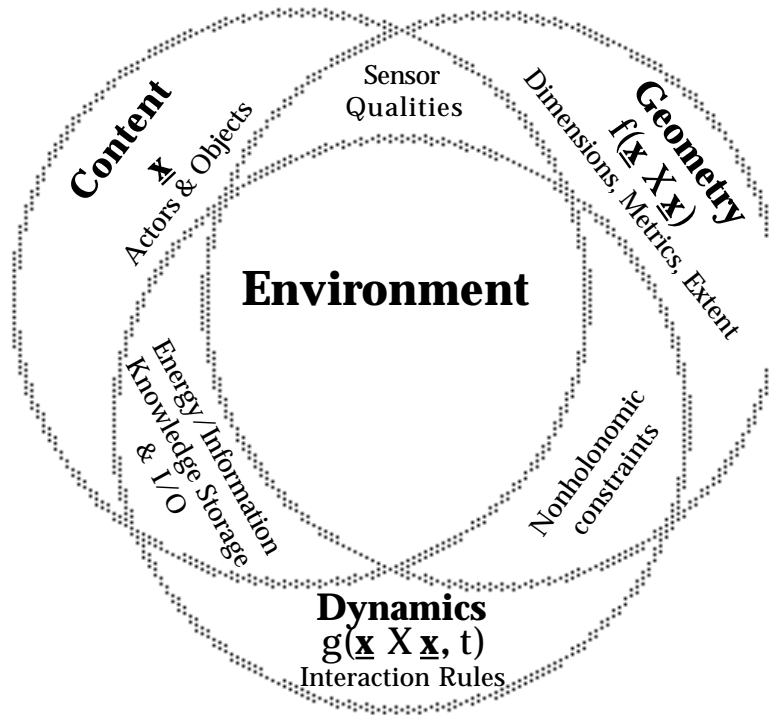 Sensor
Qualities
Content
x
Actors & Objects
Geometry
f(x X x)
Dimensions, Metrics, Extent
Environment
Energy/Information
Knowledge Storage
& I/O
Nonholonomic
constraints
Dynamics
g(x X x, t)
Interaction Rules